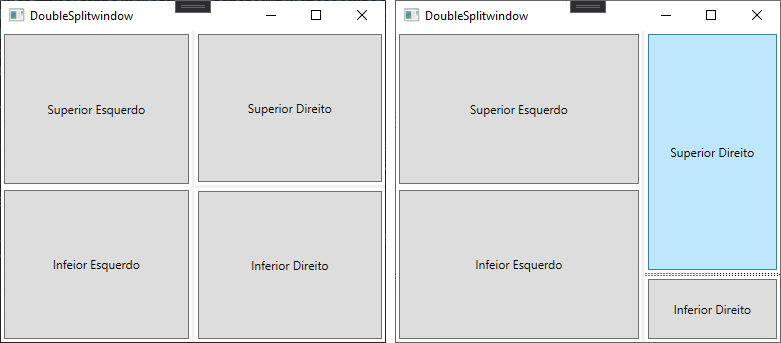 DoubleSplitwindow
Superior Esquerdo
Superior Direito
Infeior Esquerdo
Inferior Direito
DoubleSplitwindow
Superior Esquerdo
Superior Direito
Infeior Esquerdo
Inferior Direito